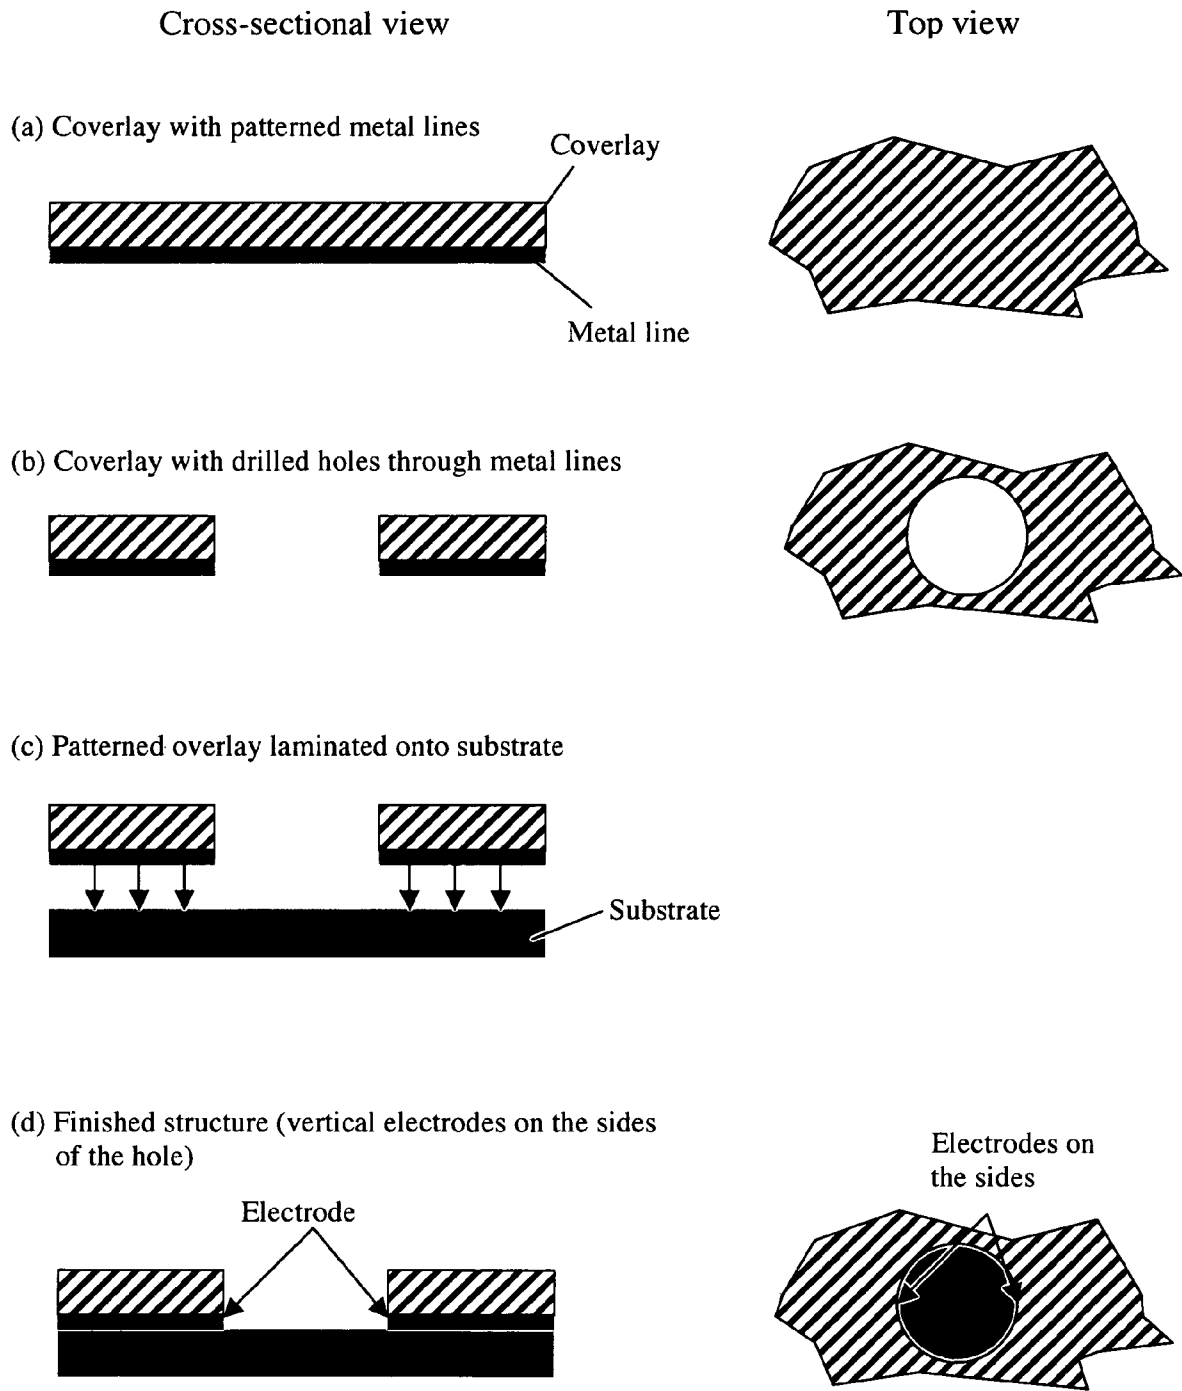 Cross-sectional view
Top view
(a) Coverlay with patterned metal lines
Coverlay
Metal line
(b) Coverlay with drilled holes through metal lines
(c) Patterned overlay laminated onto substrate
Substrate
(d) Finished structure (vertical electrodes on the sides
of the hole)
Electrode
Electrodes on
the sides